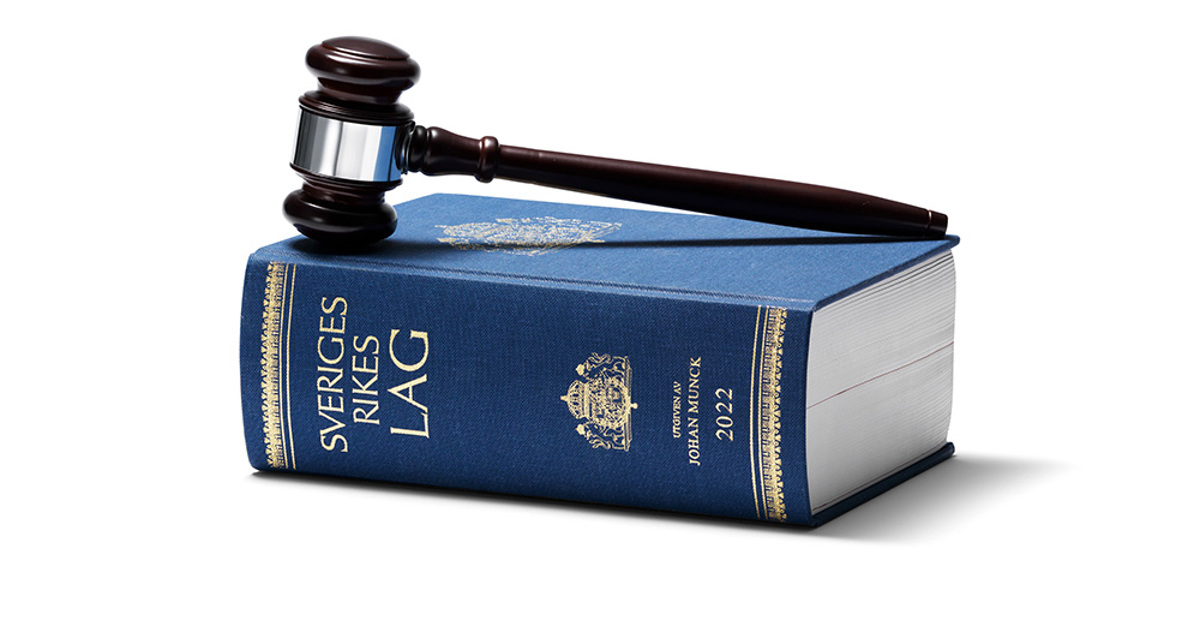 SVERIGES
RIKES
LAG
UTGIVEN AV
JOHAN MUNCK
2022